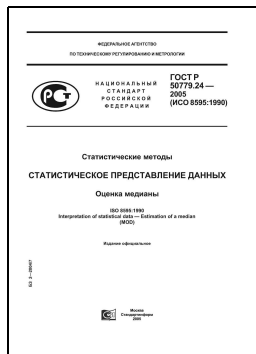 ФЕДЕРАЛЬНОЕ АГЕНТСТВО
ПО ТЕХНИЧЕСКОМУ РЕГУЛИРОВАНИЮ И МЕТРОЛОГИИ
НАЦИОНАЛЬНЫЙ
СТАНДАРТ
РОССИЙСКОЙ
ФЕДЕРАЦИИ
ГОСТ Р
50779.24—
2005
(ИСО 8595:1990)
Статистические методы
СТАТИСТИЧЕСКОЕ ПРЕДСТАВЛЕНИЕ ДАННЫХ
Оценка медианы
ISO 8595:1990
Interpretation of statistical data — Estimation of a median
(MOD)
Издание официальное
Москва
Стандартинформ
2005